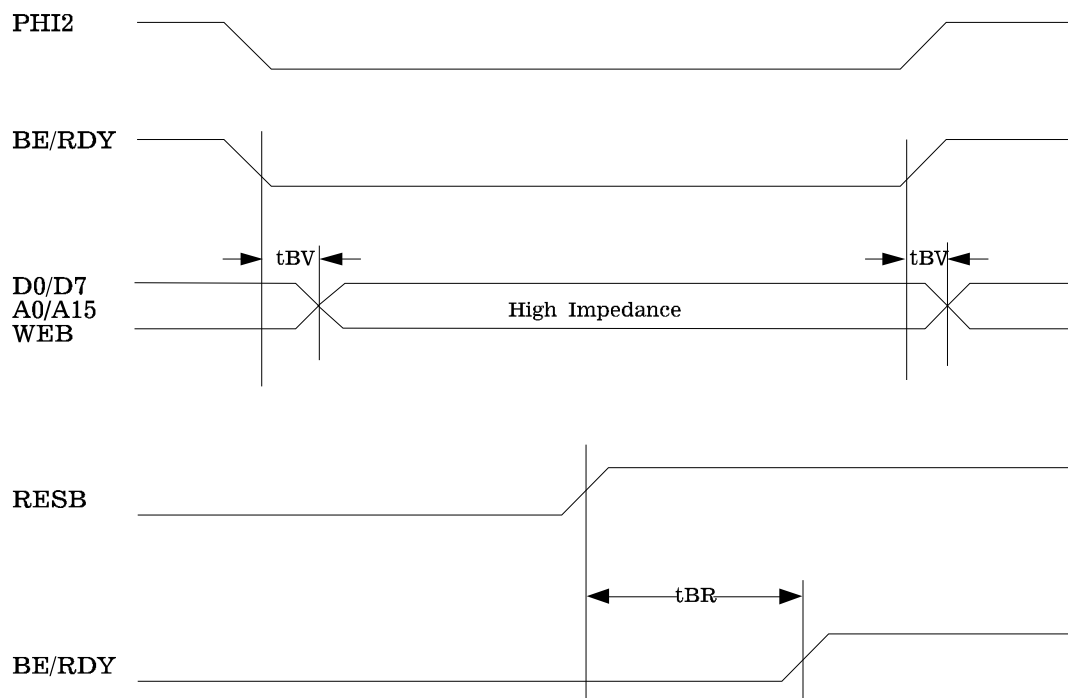 PHI2
BE/RDY
tBV
tBV
D0/D7
A0/A15
WEB
High Impedance
RESB
tBR
BE/RDY